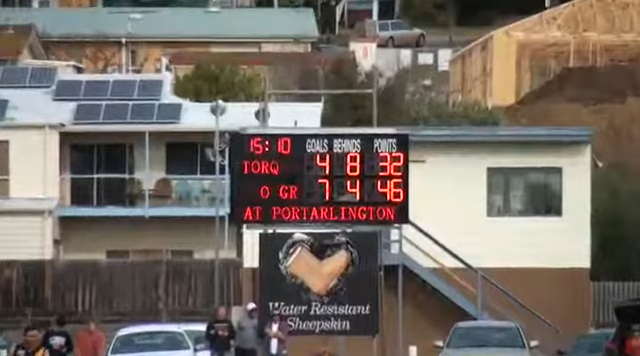 15:10 GOALS BEHINDS POINTS
TORQ 4 8 32
O GR 7 4 46
AT PORTARLINGTON
Water Resistant
Sheepskin